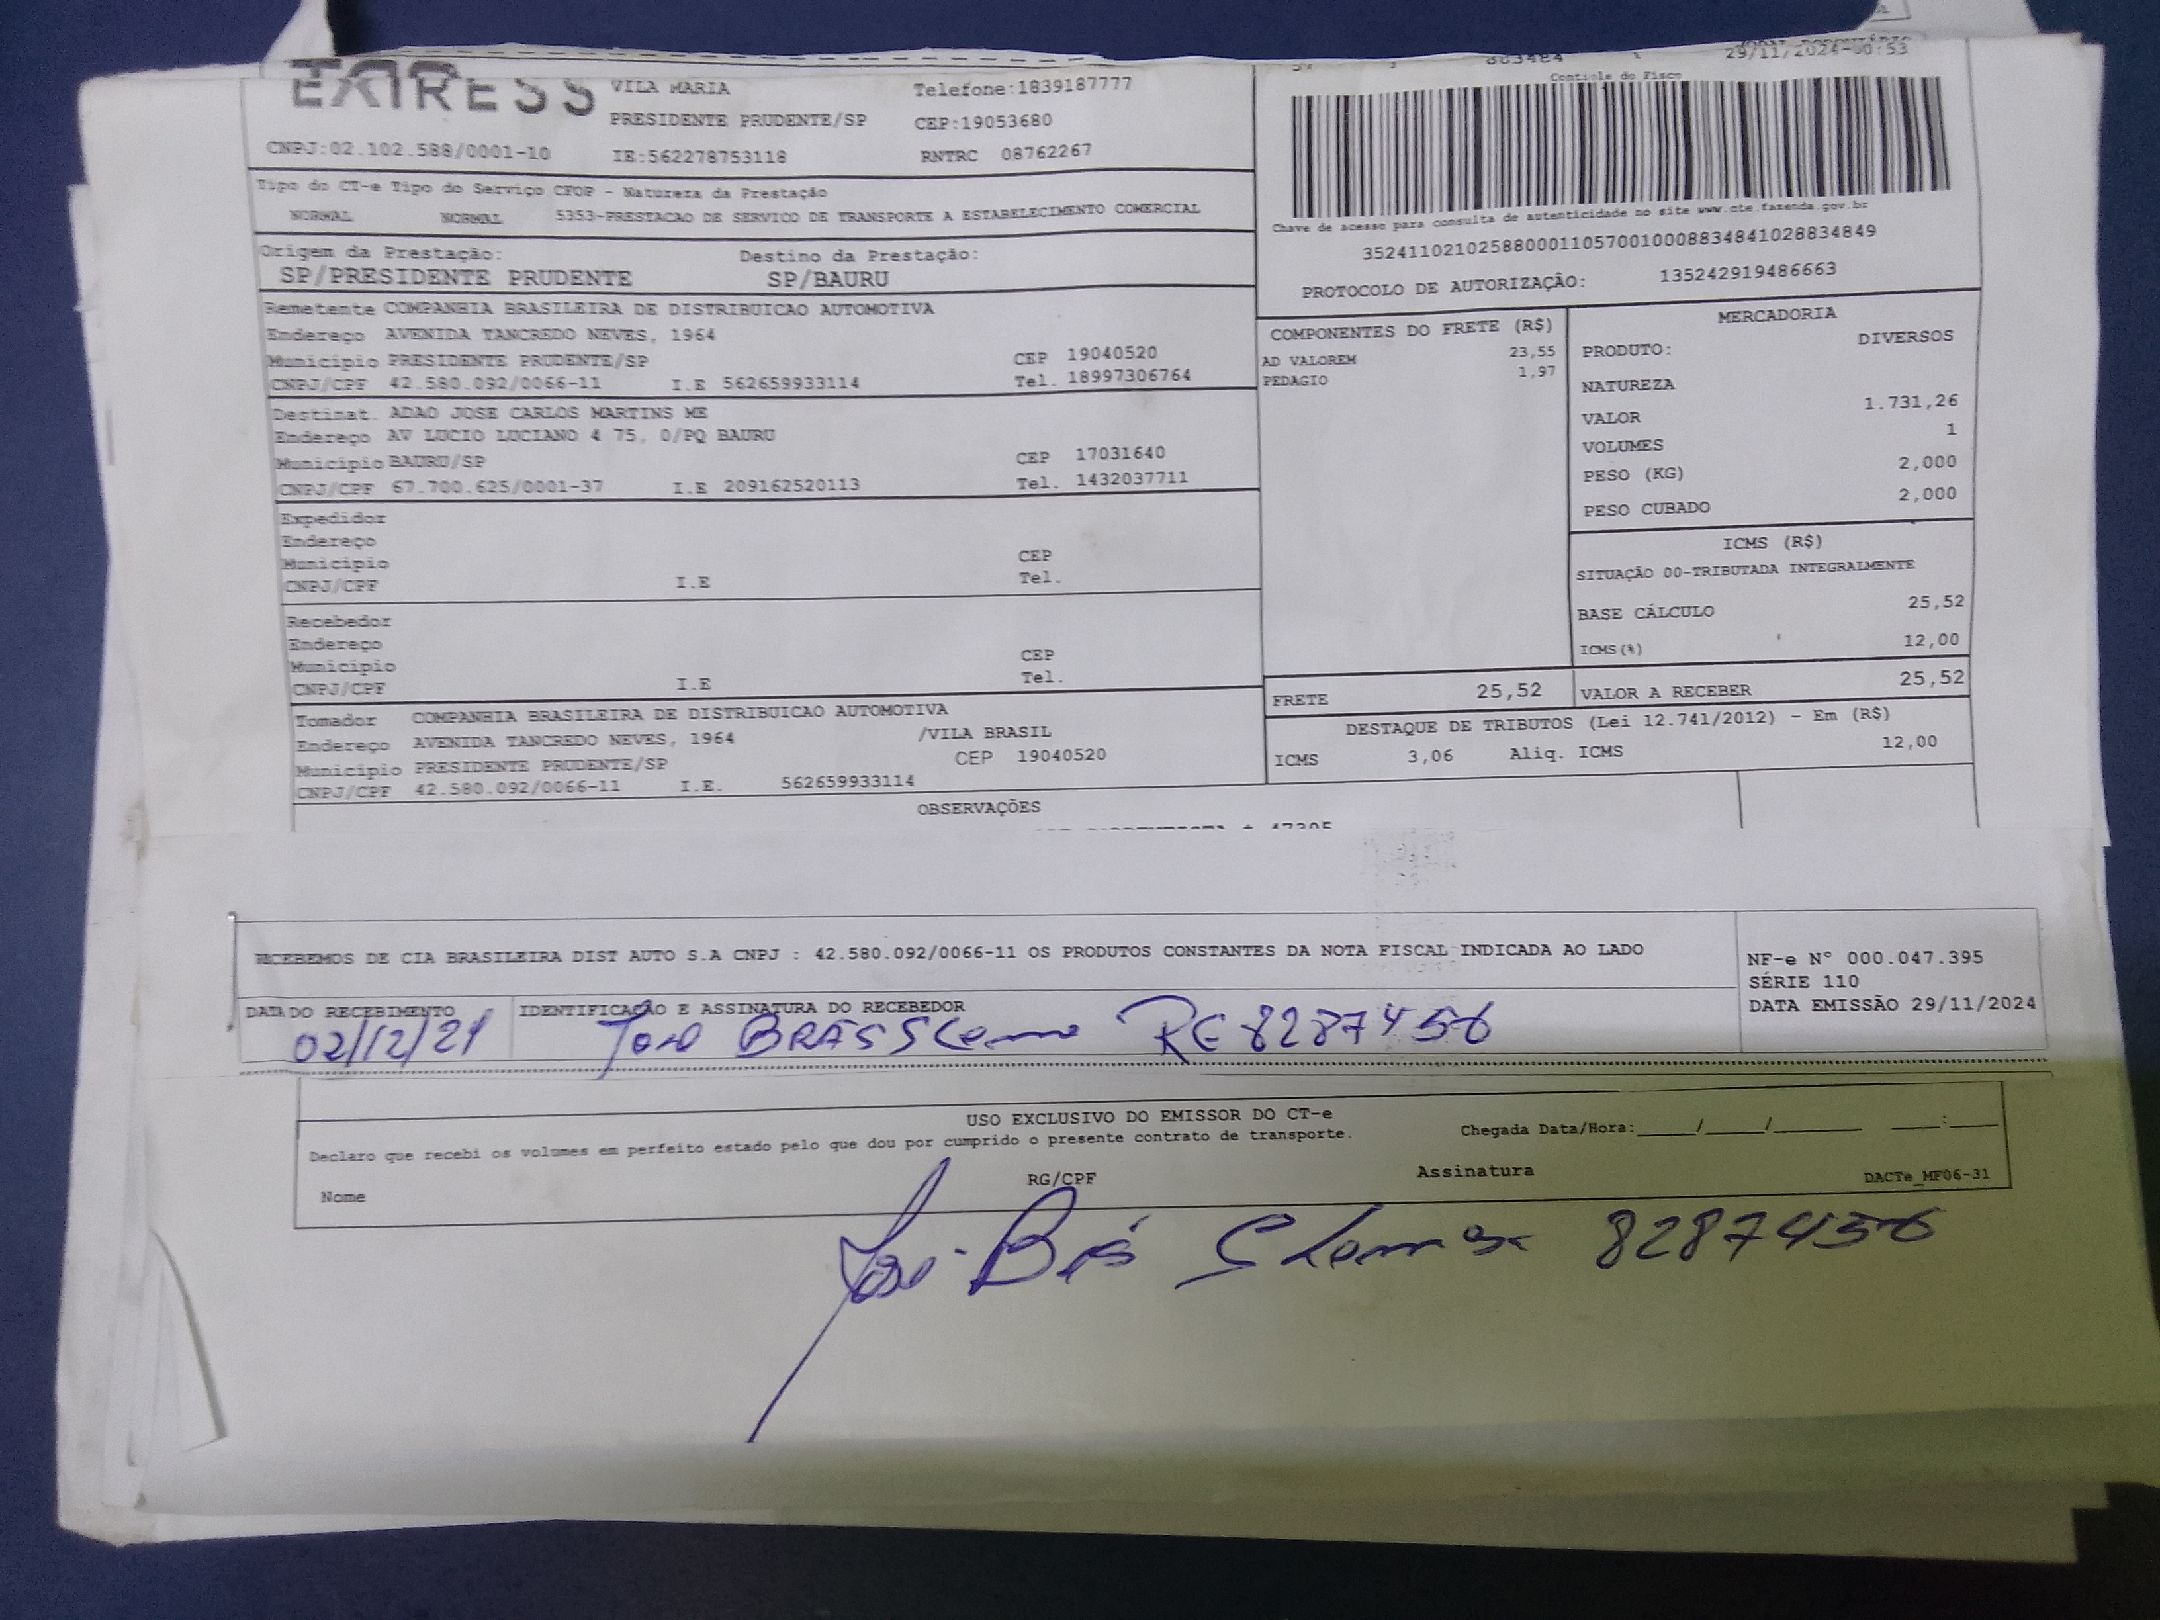 EXPRESS
VILA MARIA Telefone:1839187777
PRESIDENTE PRUDENTE/SP CEP:19053680
CNPJ:02.102.588/0001-10 IE:562278753118 RNTRC 08762267
29/11/2024-00:53
Controle do Fisco
Chave de acesso para consulta de autenticidade no site www.cte.fazenda.gov.br
35241102102588000110570010008834841028834849
PROTOCOLO DE AUTORIZAÇÃO: 135242919486663
Tipo do CT-e Tipo do Serviço CFOP - Natureza da Prestação
NORMAL NORMAL 5353-PRESTACAO DE SERVICO DE TRANSPORTE A ESTABELECIMENTO COMERCIAL
Origem da Prestação: Destino da Prestação:
SP/PRESIDENTE PRUDENTE SP/BAURU
Remetente COMPANHIA BRASILEIRA DE DISTRIBUICAO AUTOMOTIVA
Endereço AVENIDA TANCREDO NEVES, 1964
Municipio PRESIDENTE PRUDENTE/SP CEP 19040520
CNPJ/CPF 42.580.092/0066-11 I.E 562659933114 Tel. 18997306764
Destinat. ADAO JOSE CARLOS MARTINS ME
Endereço AV LUCIO LUCIANO 4 75, 0/PQ BAURU
Municipio BAURU/SP CEP 17031640
CNPJ/CPF 67.700.625/0001-37 I.E 209162520113 Tel. 1432037711
Expedidor
Endereço
Municipio CEP
CNPJ/CPF I.E Tel.
Recebedor
Endereço
Municipio CEP
CNPJ/CPF I.E Tel.
Tomador COMPANHIA BRASILEIRA DE DISTRIBUICAO AUTOMOTIVA
Endereço AVENIDA TANCREDO NEVES, 1964 /VILA BRASIL
Municipio PRESIDENTE PRUDENTE/SP CEP 19040520
CNPJ/CPF 42.580.092/0066-11 I.E. 562659933114
COMPONENTES DO FRETE (R$)
AD VALOREM 23,55
PEDAGIO 1,97
MERCADORIA
PRODUTO: DIVERSOS
NATUREZA
VALOR 1.731,26
VOLUMES 1
PESO (KG) 2,000
PESO CUBADO 2,000
ICMS (R$)
SITUAÇÃO 00-TRIBUTADA INTEGRALMENTE
BASE CÁLCULO 25,52
ICMS(%) 12,00
FRETE 25,52 VALOR A RECEBER 25,52
DESTAQUE DE TRIBUTOS (Lei 12.741/2012) - Em (R$)
ICMS 3,06 Aliq. ICMS 12,00
OBSERVAÇÕES
RECEBEMOS DE CIA BRASILEIRA DIST AUTO S.A CNPJ : 42.580.092/0066-11 OS PRODUTOS CONSTANTES DA NOTA FISCAL INDICADA AO LADO
NF-e N° 000.047.395
SÉRIE 110
DATA EMISSÃO 29/11/2024
DATA DO RECEBIMENTO IDENTIFICAÇÃO E ASSINATURA DO RECEBEDOR
02/12/24 8287456
USO EXCLUSIVO DO EMISSOR DO CT-e
Declaro que recebi os volumes em perfeito estado pelo que dou por cumprido o presente contrato de transporte. Chegada Data/Hora:_____/_____/________ ____:____
Nome RG/CPF Assinatura DACTe_MF06-31
8287456